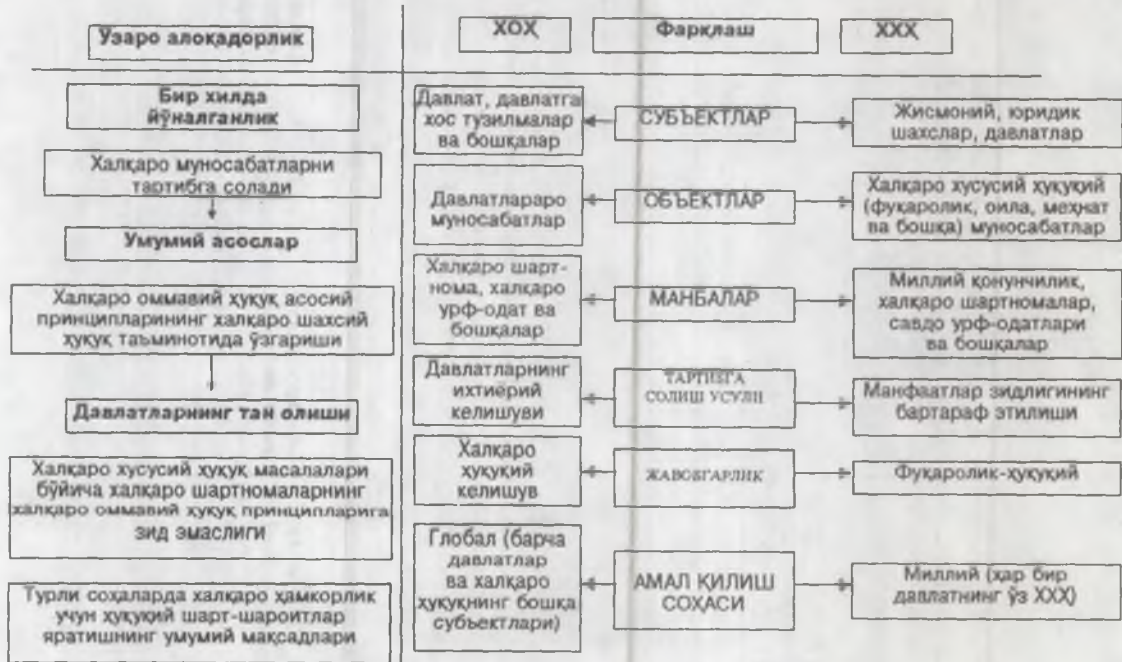 Ўзаро алоқадорлик
Бир хилда
йўналганлик
Халқаро муносабатларни
тартибга солади
Умумий асослар
Халқаро оммавий ҳуқуқ асосий
принципларининг халқаро шахсий
ҳуқуқ таъминотида ўзгариши
Давлатларнинг тан олиши
Халқаро хусусий ҳуқуқ масалалари
бўйича халқаро шартномаларнинг
халқаро оммавий ҳуқуқ принципларига
зид эмаслиги
Турли соҳаларда халқаро ҳамкорлик
учун ҳуқуқий шарт-шароитлар
яратишнинг умумий мақсадлари
ХОҲ
Фарқлаш
ХХҲ
Давлат, давлатга
хос тузилмалар
ва бошқалар
СУБЪЕКТЛАР
Жисмоний, юридик
шахслар, давлатлар
Давлатлараро
муносабатлар
ОБЪЕКТЛАР
Халқаро хусусий ҳуқуқий
(фуқаролик, оила, меҳнат
ва бошқа) муносабатлар
Халқаро шарт-
нома, халқаро
урф-одат ва
бошқалар
МАНБАЛАР
Миллий қонунчилик,
халқаро шартномалар,
савдо урф-одатлари
ва бошқалар
Давлатларнинг
ихтиёрий
келишуви
ТАРТИБГА
СОЛИШ УСУЛИ
Манфаатлар зидлигининг
бартараф этилиши
Халқаро
ҳуқуқий
келишув
ЖАВОБГАРЛИК
Фуқаролик-ҳуқуқий
Глобал (барча
давлатлар
ва халқаро
ҳуқуқнинг бошқа
субъектлари)
АМАЛ ҚИЛИШ
СОҲАСИ
Миллий (ҳар бир
давлатнинг ўз ХХҲ)